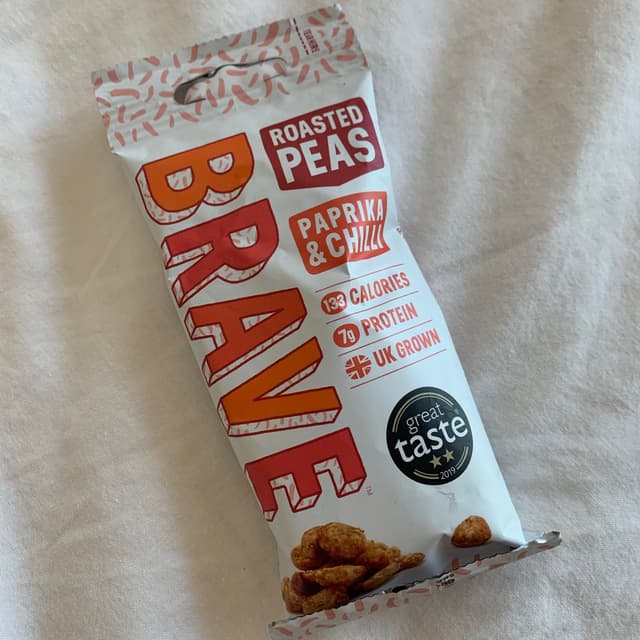 BRAVE
ROASTED
PEAS
PAPRIKA
& CHILLI
133 CALORIES
7g PROTEIN
UK GROWN
great
taste
2019